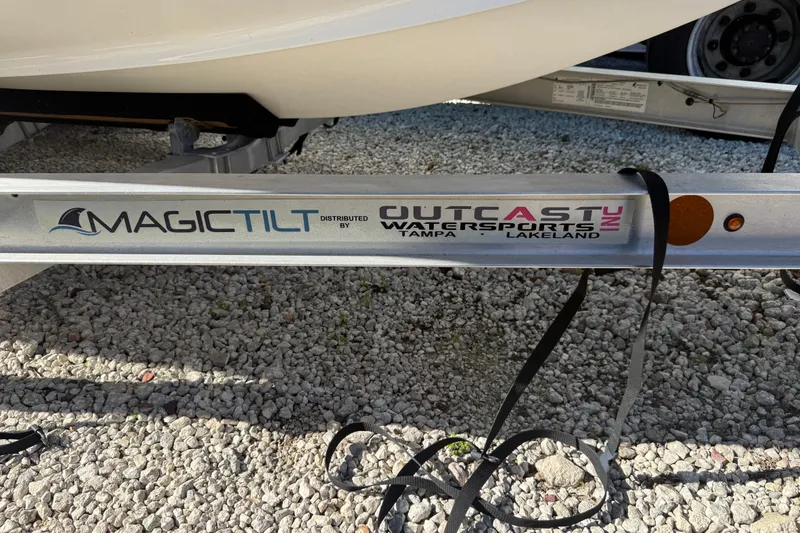 MAGICTILT
DISTRIBUTED
BY
OUTCAST
WATERSPORTS
INC
TAMPA · LAKELAND